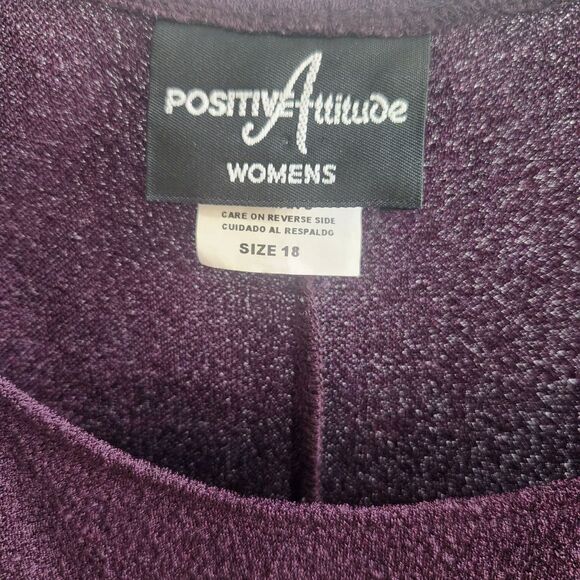 POSITIVE Attitude
WOMENS
CARE ON REVERSE SIDE
CUIDADO AL RESPALDO
SIZE 18